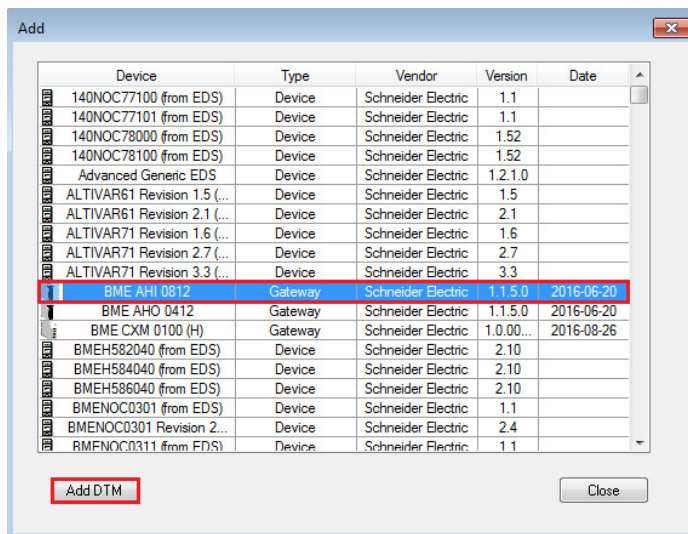 Add
Device Type Vendor Version Date
140NOC77100 (from EDS) Device Schneider Electric 1.1
140NOC77101 (from EDS) Device Schneider Electric 1.1
140NOC78000 (from EDS) Device Schneider Electric 1.52
140NOC78100 (from EDS) Device Schneider Electric 1.52
Advanced Generic EDS Device Schneider Electric 1.2.1.0
ALTIVAR61 Revision 1.5 (... Device Schneider Electric 1.5
ALTIVAR61 Revision 2.1 (... Device Schneider Electric 2.1
ALTIVAR71 Revision 1.6 (... Device Schneider Electric 1.6
ALTIVAR71 Revision 2.7 (... Device Schneider Electric 2.7
ALTIVAR71 Revision 3.3 (... Device Schneider Electric 3.3
BME AHI 0812 Gateway Schneider Electric 1.1.5.0 2016-06-20
BME AHO 0412 Gateway Schneider Electric 1.1.5.0 2016-06-20
BME CXM 0100 (H) Gateway Schneider Electric 1.0.00... 2016-08-26
BMEH582040 (from EDS) Device Schneider Electric 2.10
BMEH584040 (from EDS) Device Schneider Electric 2.10
BMEH586040 (from EDS) Device Schneider Electric 2.10
BMENOC0301 (from EDS) Device Schneider Electric 1.1
BMENOC0301 Revision 2... Device Schneider Electric 2.4
BMENOC0311 (from EDS) Device Schneider Electric 1.1
Add DTM Close